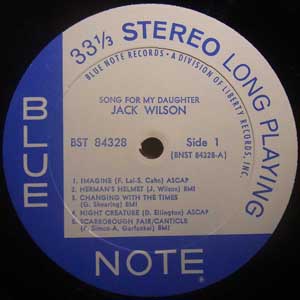 33 1/3 STEREO LONG PLAYING
BLUE NOTE RECORDS • A DIVISION OF LIBERTY RECORDS, INC.
SONG FOR MY DAUGHTER
JACK WILSON
BST 84328
Side 1
(BNST 84328-A)
1. IMAGINE (F. Lai-S. Cahn) ASCAP
2. HERMAN'S HELMET (J. Wilson) BMI
3. CHANGING WITH THE TIMES
(G. Shearing) BMI
4. NIGHT CREATURE (D. Ellington) ASCAP
5. SCARBOROUGH FAIR/CANTICLE
(P. Simon-A. Garfunkel) BMI
BLUE
NOTE